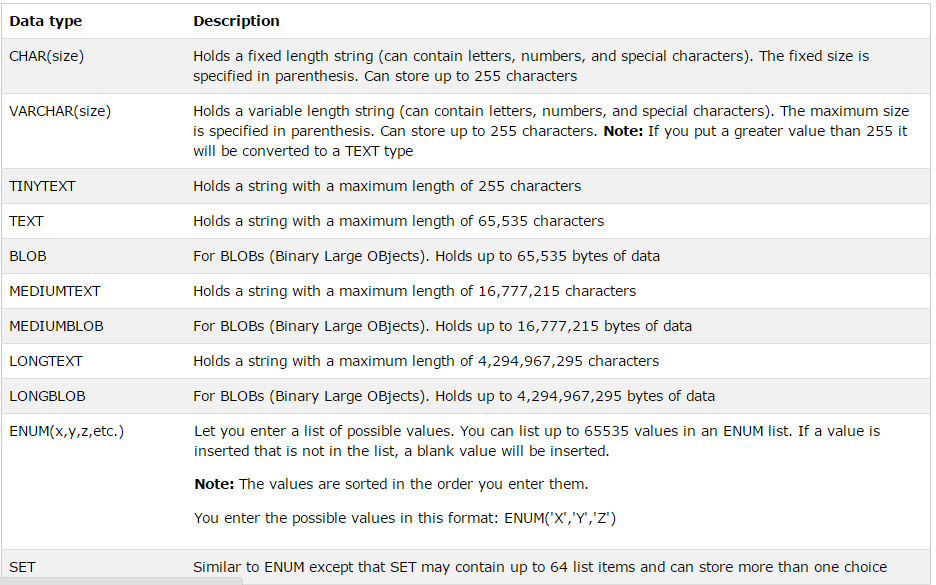 Data type Description
CHAR(size) Holds a fixed length string (can contain letters, numbers, and special characters). The fixed size is
specified in parenthesis. Can store up to 255 characters
VARCHAR(size) Holds a variable length string (can contain letters, numbers, and special characters). The maximum size
is specified in parenthesis. Can store up to 255 characters. Note: If you put a greater value than 255 it
will be converted to a TEXT type
TINYTEXT Holds a string with a maximum length of 255 characters
TEXT Holds a string with a maximum length of 65,535 characters
BLOB For BLOBs (Binary Large OBjects). Holds up to 65,535 bytes of data
MEDIUMTEXT Holds a string with a maximum length of 16,777,215 characters
MEDIUMBLOB For BLOBs (Binary Large OBjects). Holds up to 16,777,215 bytes of data
LONGTEXT Holds a string with a maximum length of 4,294,967,295 characters
LONGBLOB For BLOBs (Binary Large OBjects). Holds up to 4,294,967,295 bytes of data
ENUM(x,y,z,etc.) Let you enter a list of possible values. You can list up to 65535 values in an ENUM list. If a value is
inserted that is not in the list, a blank value will be inserted.
Note: The values are sorted in the order you enter them.
You enter the possible values in this format: ENUM('X','Y','Z')
SET Similar to ENUM except that SET may contain up to 64 list items and can store more than one choice